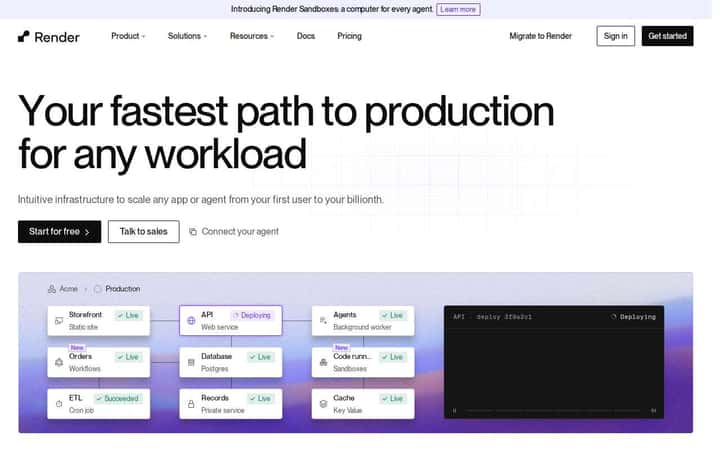 Introducing Render Sandboxes: a computer for every agent. Learn more
Render Product Solutions Resources Docs Pricing Migrate to Render Sign in Get started
Your fastest path to production
for any workload
Intuitive infrastructure to scale any app or agent from your first user to your billionth.
Start for free Talk to sales Connect your agent
Acme Production
Storefront Live
Static site
API Deploying
Web service
Agents Live
Background worker
New
Orders Live
Workflows
Database Live
Postgres
New
Code runn... Live
Sandboxes
ETL Succeeded
Cron job
Records Live
Private service
Cache Live
Key Value
API deploy 3f9a2c1 Deploying